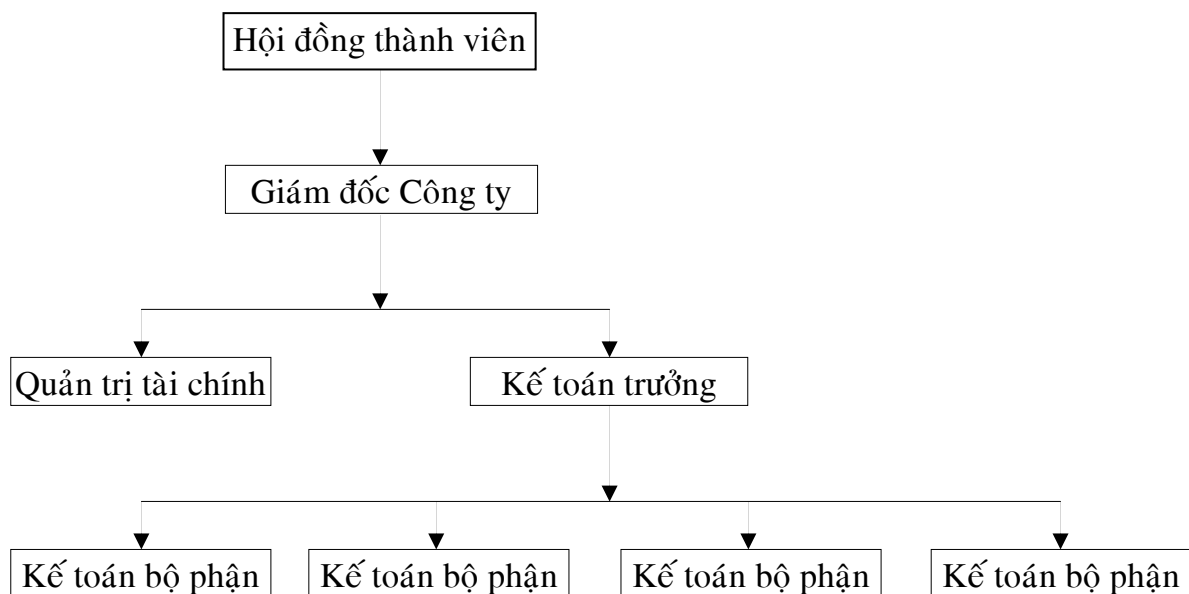 Hội đồng thành viên
Giám đốc Công ty
Quản trị tài chính
Kế toán trưởng
Kế toán bộ phận
Kế toán bộ phận
Kế toán bộ phận
Kế toán bộ phận